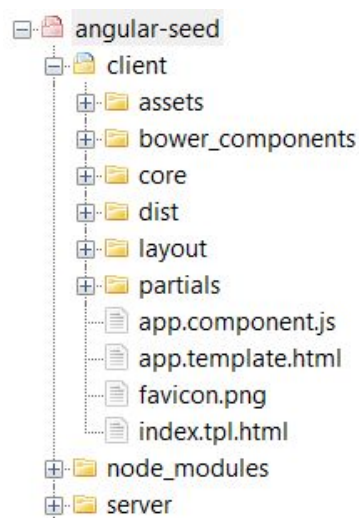 angular-seed
client
assets
bower_components
core
dist
layout
partials
app.component.js
app.template.html
favicon.png
index.tpl.html
node_modules
server